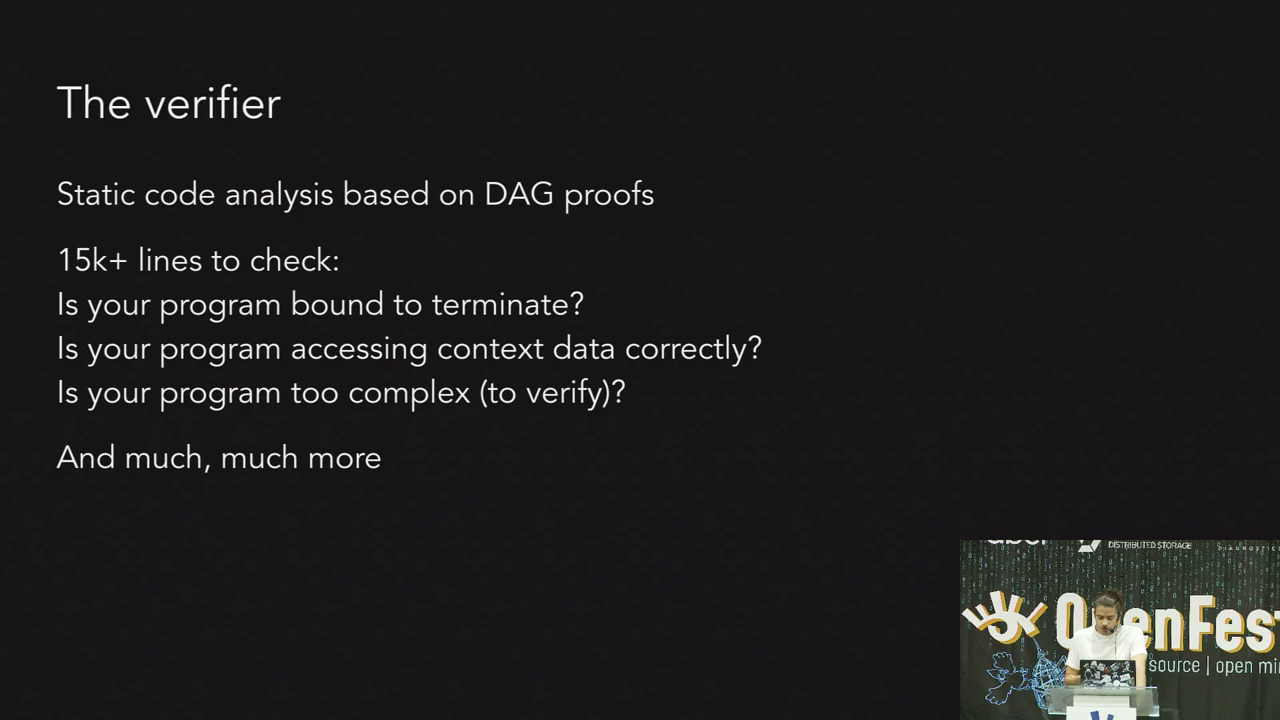 The verifier
Static code analysis based on DAG proofs
15k+ lines to check:
Is your program bound to terminate?
Is your program accessing context data correctly?
Is your program too complex (to verify)?
And much, much more
DISTRIBUTED STORAGE
DIAGNOSTICS
OpenFest
source | open mi